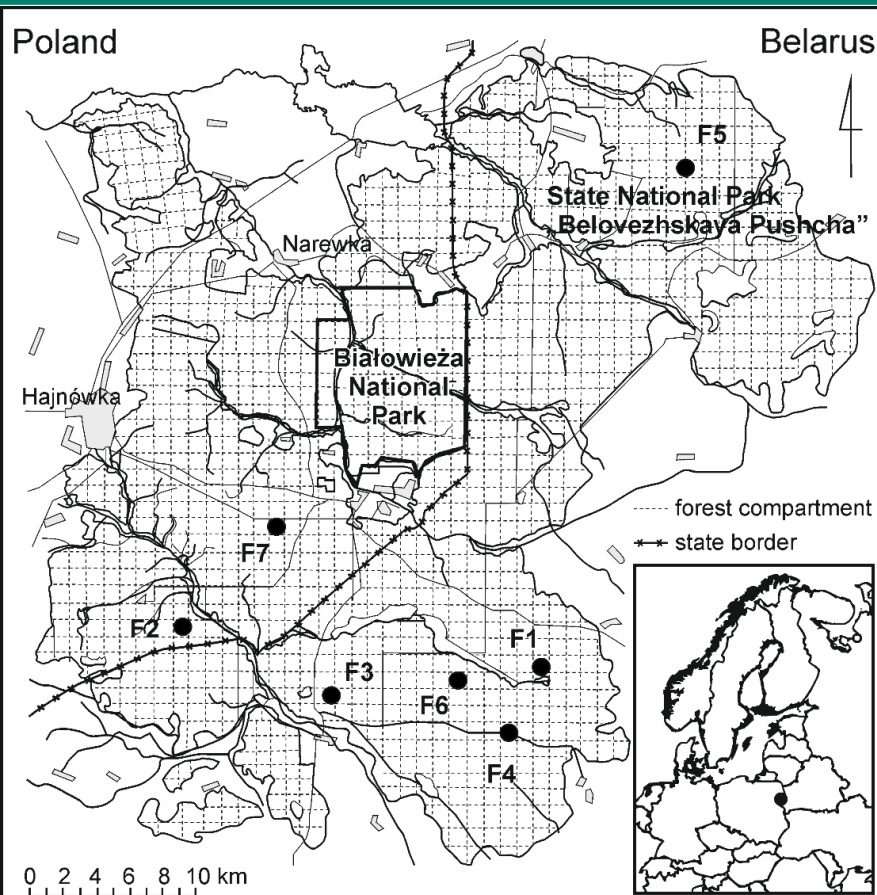 Poland
Belarus
F5
State National Park
Belovezhskaya Pushcha”
Narewka
Białowieża
National
Park
Hajnówka
forest compartment
state border
F7
F2
F1
F3
F6
F4
0 2 4 6 8 10 km